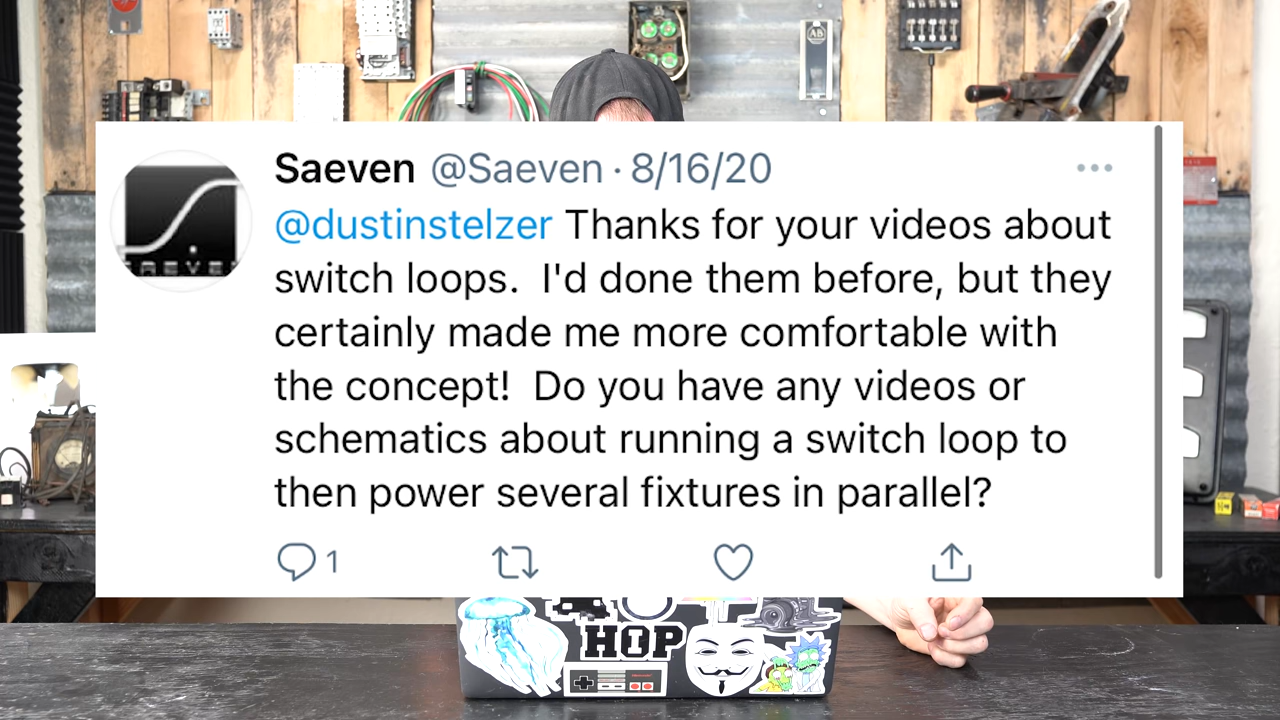 AB
Saeven @Saeven · 8/16/20
@dustinstelzer Thanks for your videos about
switch loops.  I'd done them before, but they
certainly made me more comfortable with
the concept!  Do you have any videos or
schematics about running a switch loop to
then power several fixtures in parallel?
1
HOP